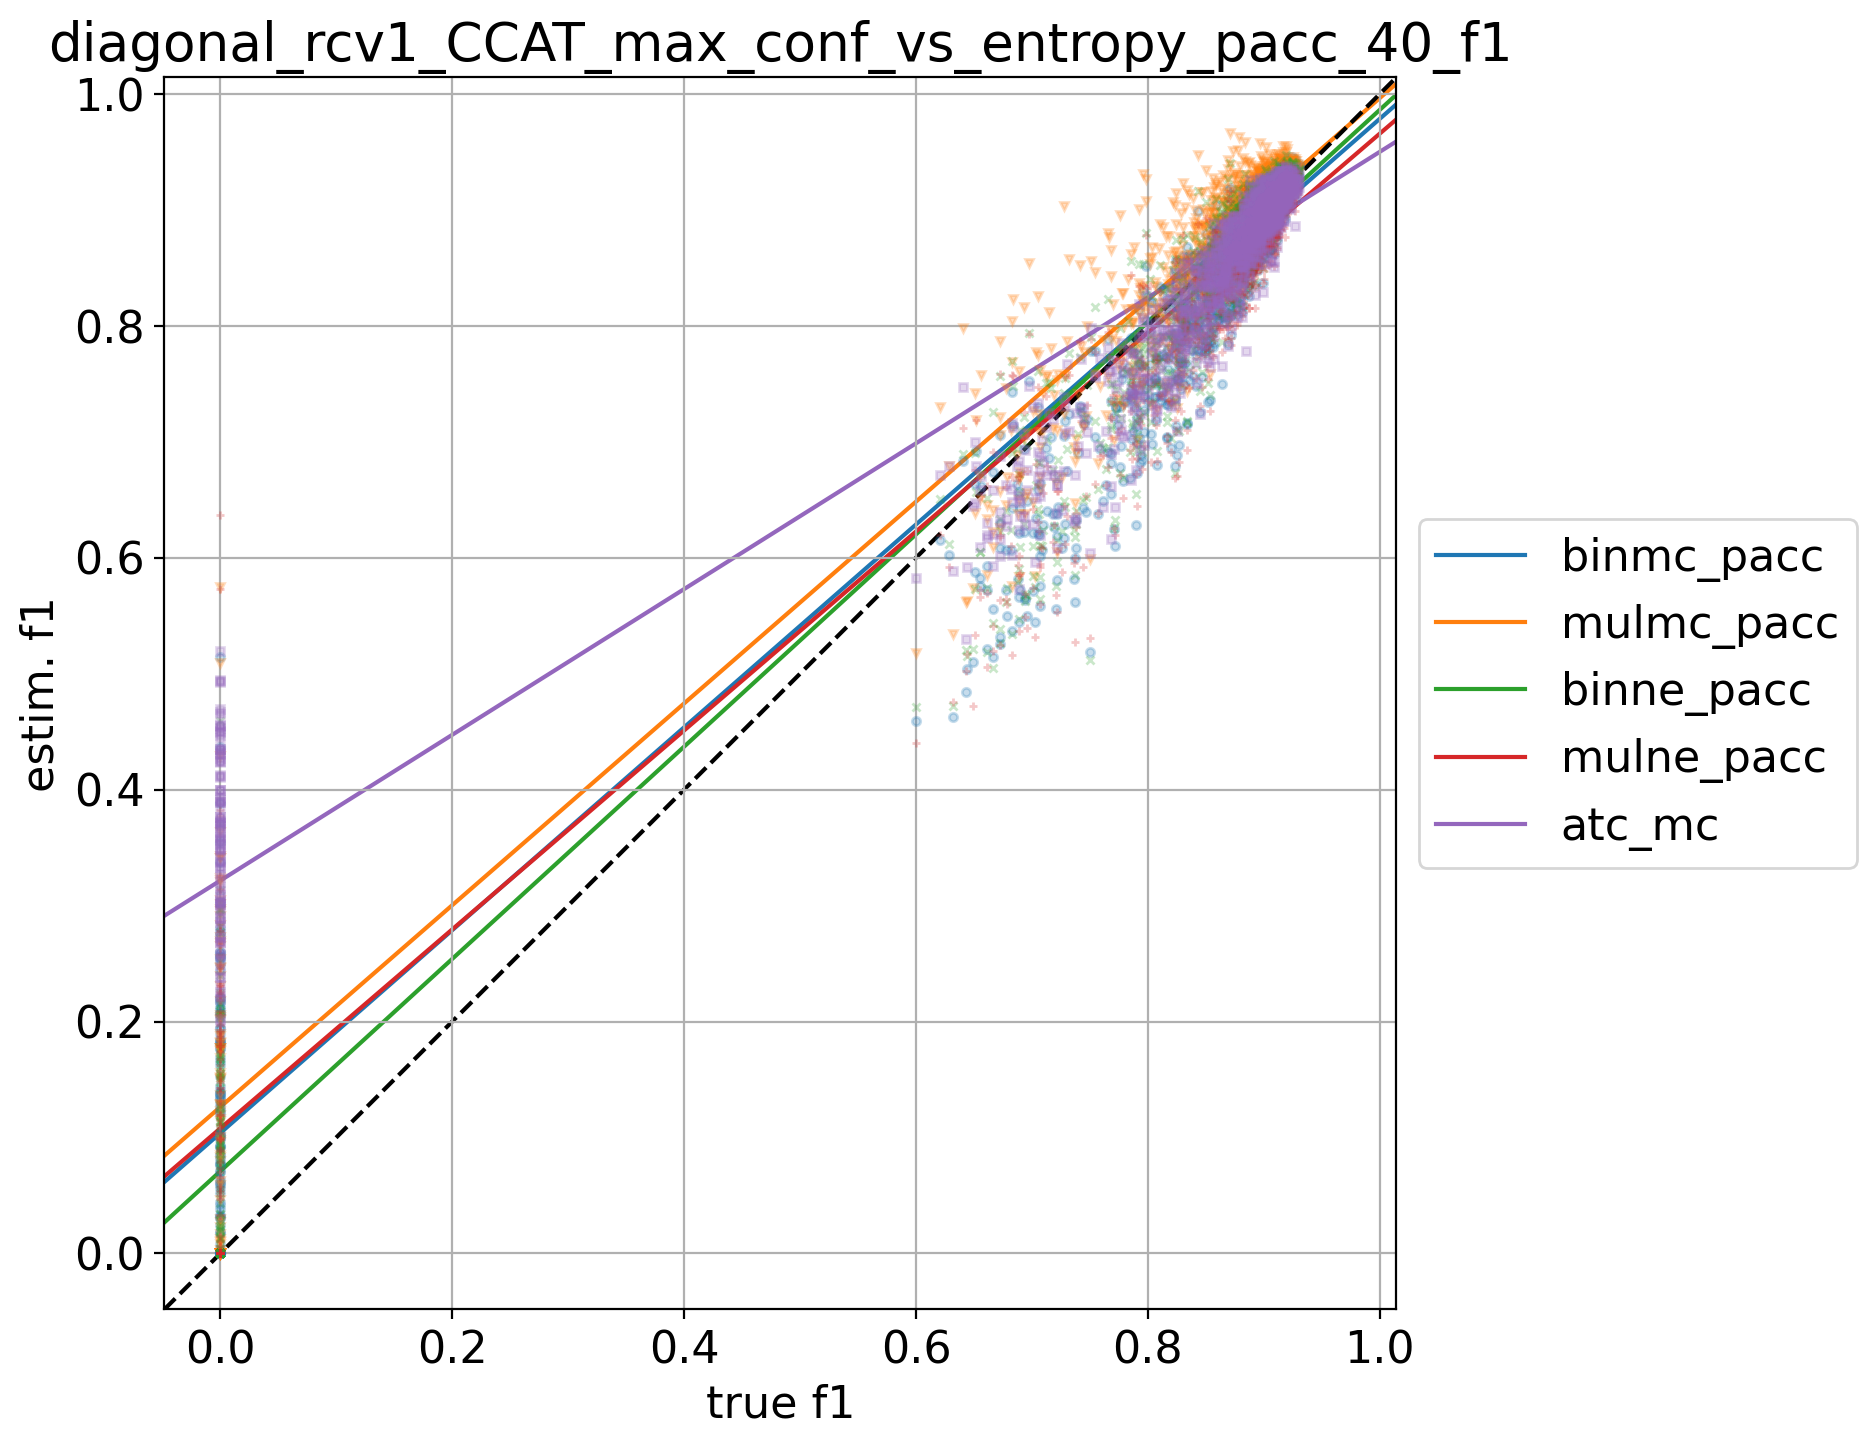 diagonal_rcv1_CCAT_max_conf_vs_entropy_pacc_40_f1
1.0
0.8
0.6
0.4
0.2
0.0
estim. f1
0.0 0.2 0.4 0.6 0.8 1.0
true f1
binmc_pacc
mulmc_pacc
binne_pacc
mulne_pacc
atc_mc